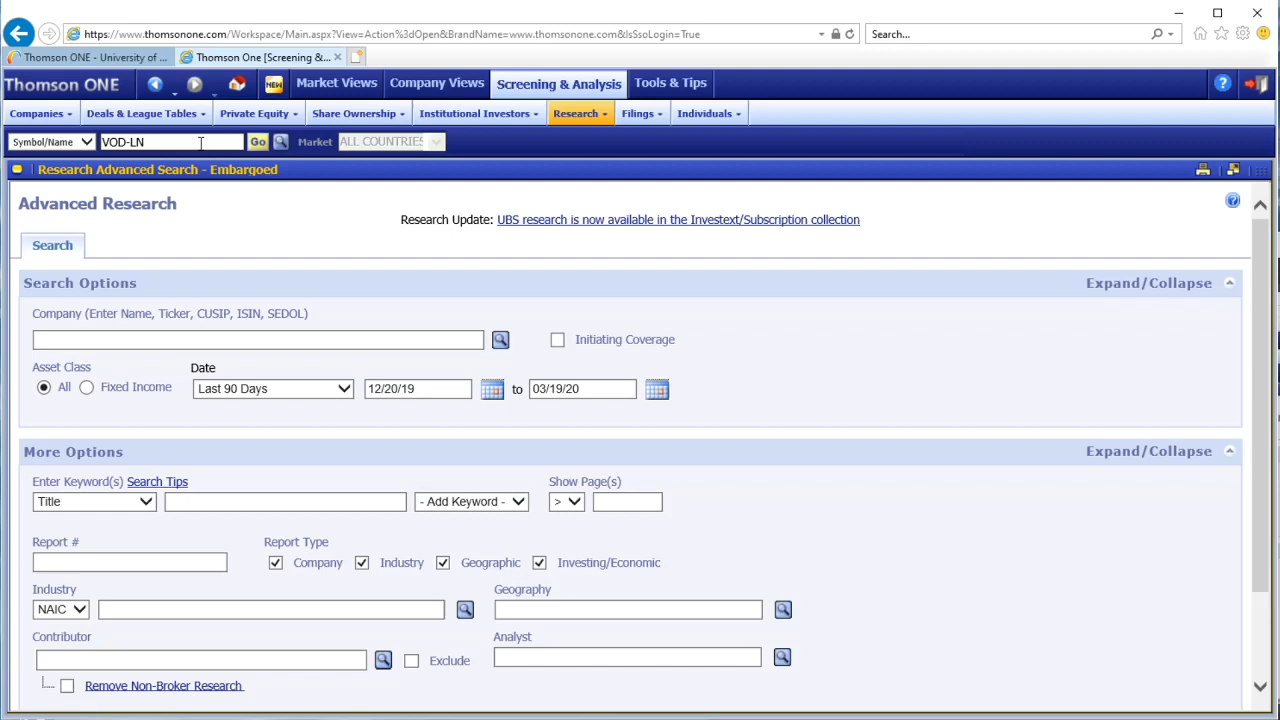 https://www.thomsonone.com/Workspace/Main.aspx?View=Action%3dOpen&BrandName=www.thomsonone.com&IsSsoLogin=True
Search...
Thomson ONE - University of ...
Thomson One [Screening &...
Thomson ONE
NEW
Market Views
Company Views
Screening & Analysis
Tools & Tips
?
Companies
Deals & League Tables
Private Equity
Share Ownership
Institutional Investors
Research
Filings
Individuals
Symbol/Name
VOD-LN
Go
Market
ALL COUNTRIES
Research Advanced Search - Embargoed
Advanced Research
?
Research Update: UBS research is now available in the Investext/Subscription collection
Search
Search Options
Expand/Collapse
Company (Enter Name, Ticker, CUSIP, ISIN, SEDOL)
Initiating Coverage
Asset Class
Date
All
Fixed Income
Last 90 Days
12/20/19
to
03/19/20
More Options
Expand/Collapse
Enter Keyword(s) Search Tips
Show Page(s)
Title
- Add Keyword -
>
Report #
Report Type
Company
Industry
Geographic
Investing/Economic
Industry
Geography
NAIC
Contributor
Analyst
Exclude
Remove Non-Broker Research